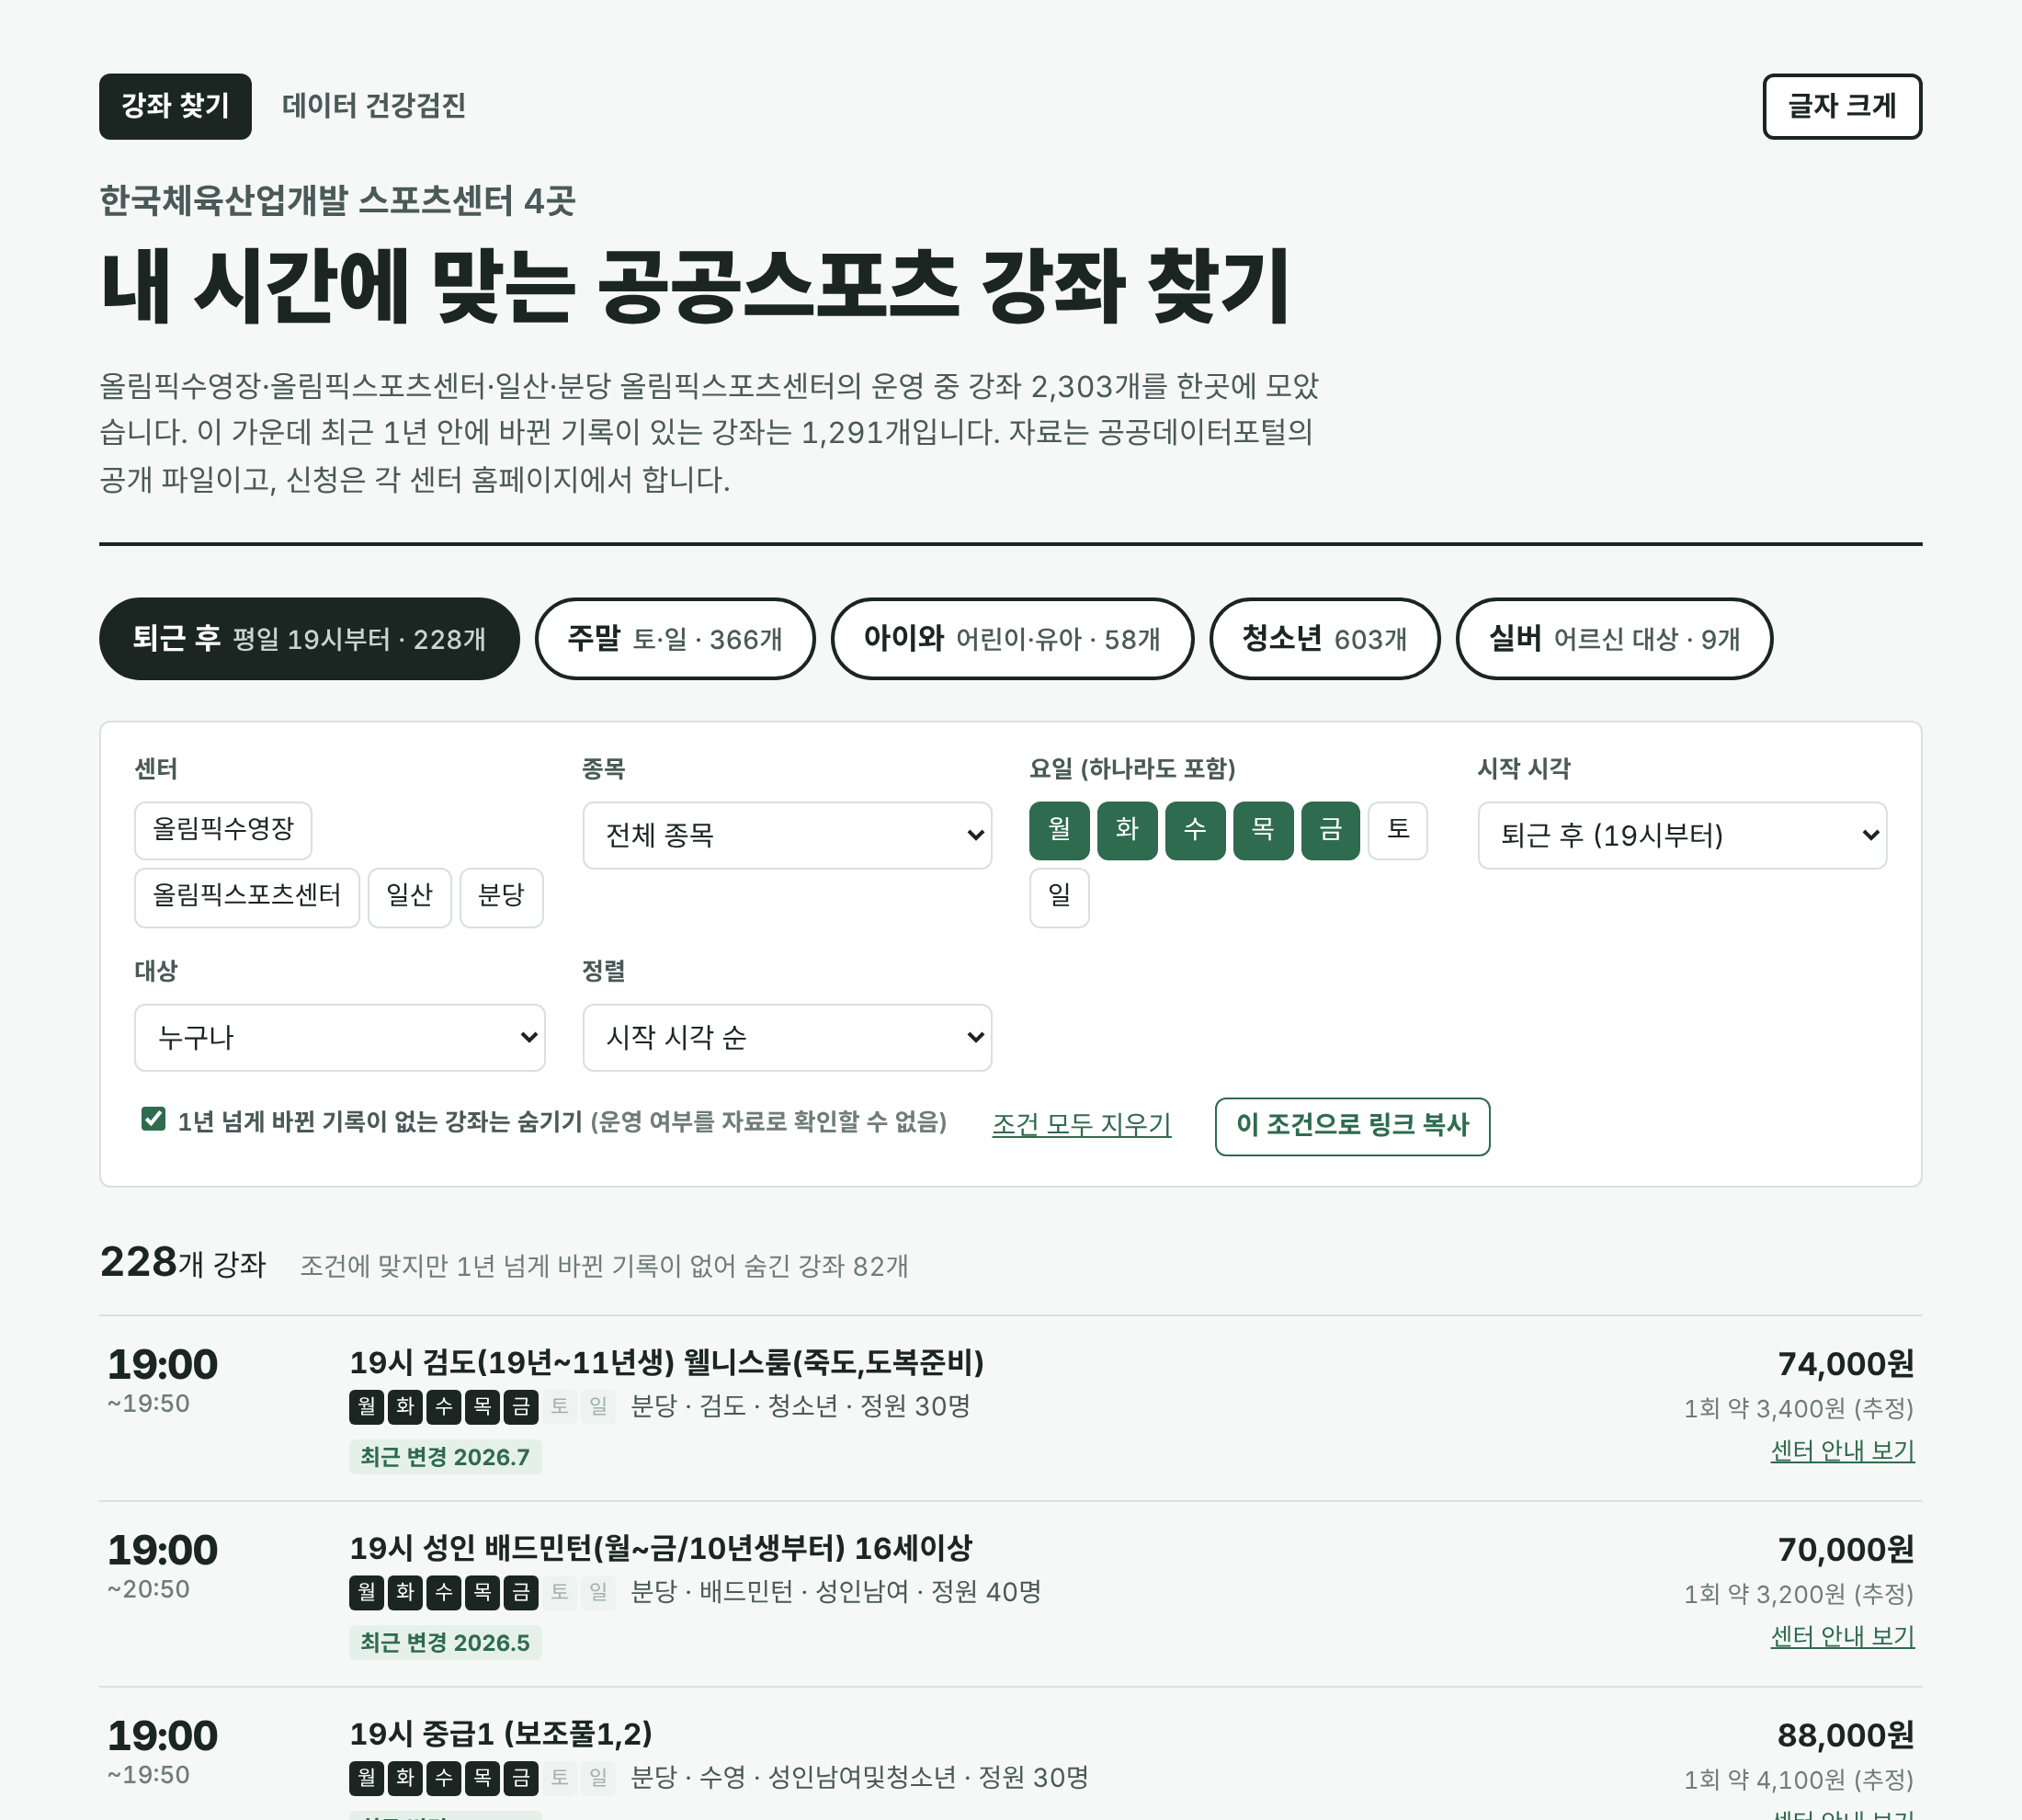 강좌 찾기
데이터 건강검진
글자 크게
한국체육산업개발 스포츠센터 4곳
내 시간에 맞는 공공스포츠 강좌 찾기
올림픽수영장·올림픽스포츠센터·일산·분당 올림픽스포츠센터의 운영 중 강좌 2,303개를 한곳에 모았
습니다. 이 가운데 최근 1년 안에 바뀐 기록이 있는 강좌는 1,291개입니다. 자료는 공공데이터포털의
공개 파일이고, 신청은 각 센터 홈페이지에서 합니다.
퇴근 후 평일 19시부터 · 228개
주말 토·일 · 366개
아이와 어린이·유아 · 58개
청소년 603개
실버 어르신 대상 · 9개
센터
올림픽수영장
올림픽스포츠센터 일산 분당
종목
전체 종목
요일 (하나라도 포함)
월 화 수 목 금 토
일
시작 시각
퇴근 후 (19시부터)
대상
누구나
정렬
시작 시각 순
1년 넘게 바뀐 기록이 없는 강좌는 숨기기 (운영 여부를 자료로 확인할 수 없음)
조건 모두 지우기
이 조건으로 링크 복사
228개 강좌 조건에 맞지만 1년 넘게 바뀐 기록이 없어 숨긴 강좌 82개
19:00
~19:50
19시 검도(19년~11년생) 웰니스룸(죽도,도복준비)
월 화 수 목 금 토 일 분당 · 검도 · 청소년 · 정원 30명
최근 변경 2026.7
74,000원
1회 약 3,400원 (추정)
센터 안내 보기
19:00
~20:50
19시 성인 배드민턴(월~금/10년생부터) 16세이상
월 화 수 목 금 토 일 분당 · 배드민턴 · 성인남여 · 정원 40명
최근 변경 2026.5
70,000원
1회 약 3,200원 (추정)
센터 안내 보기
19:00
~19:50
19시 중급1 (보조풀1,2)
월 화 수 목 금 토 일 분당 · 수영 · 성인남여및청소년 · 정원 30명
88,000원
1회 약 4,100원 (추정)